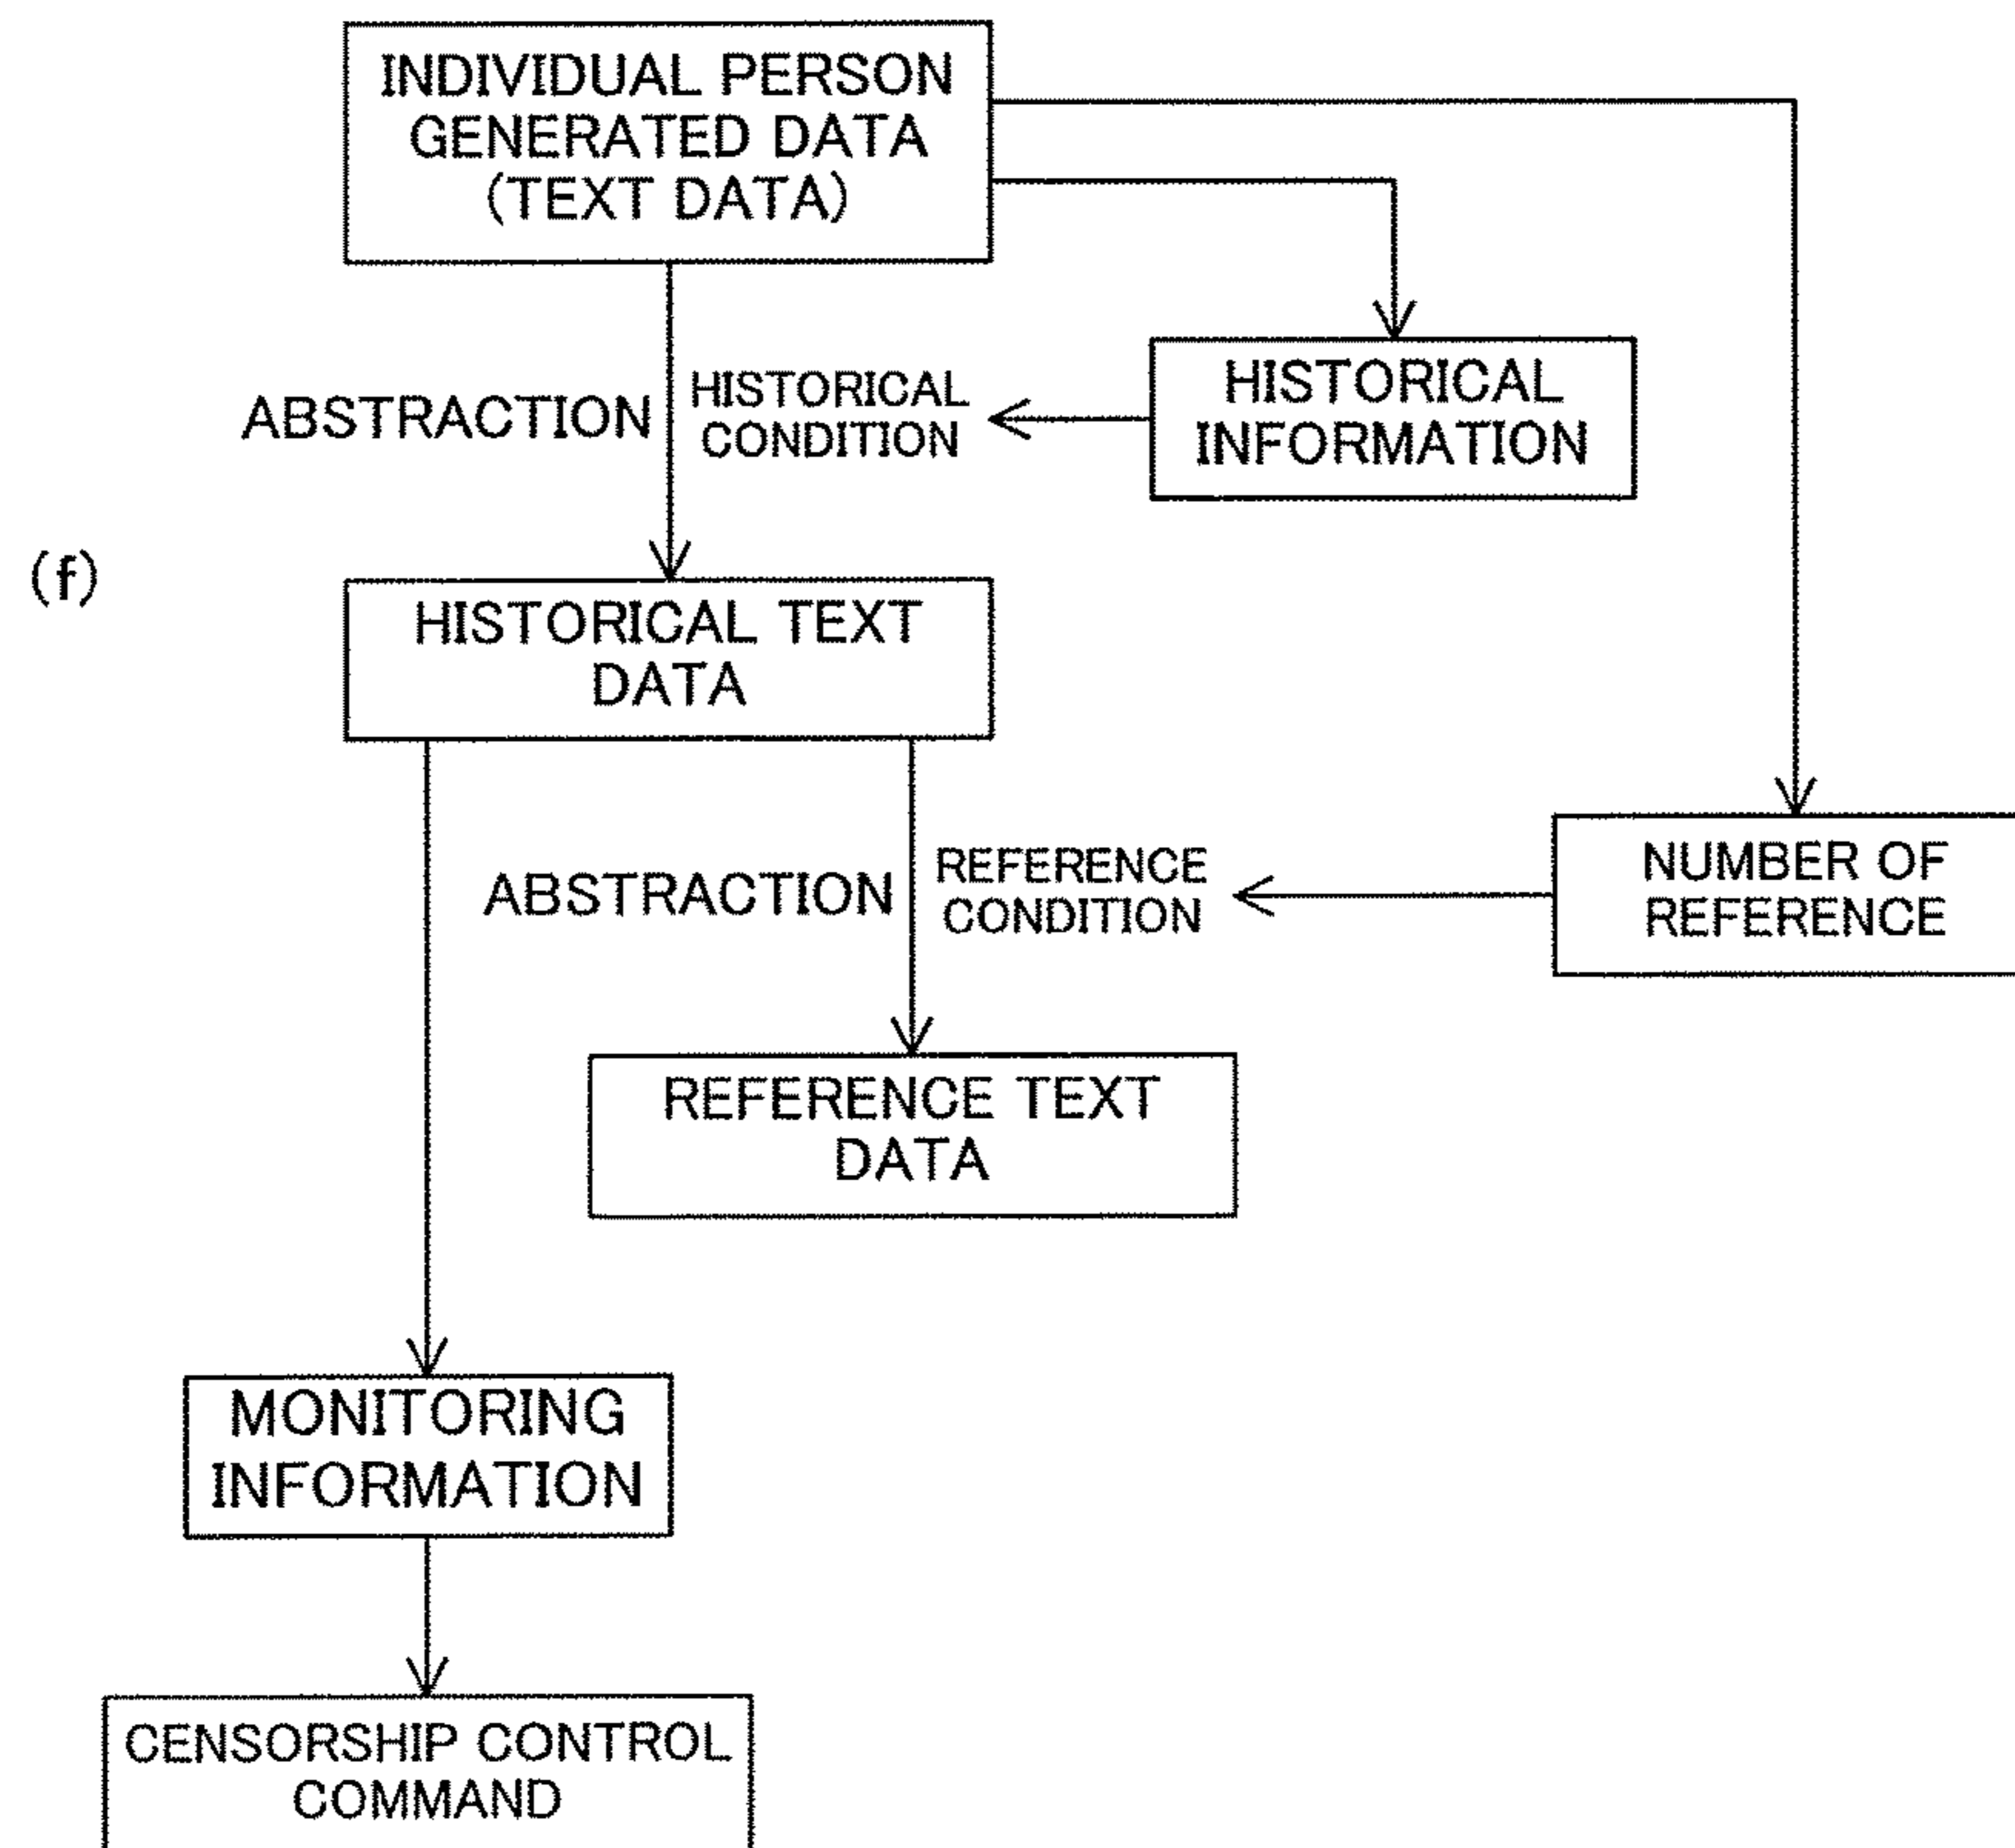 INDIVIDUAL PERSON
GENERATED DATA
(TEXT DATA)
ABSTRACTION
HISTORICAL
CONDITION
HISTORICAL
INFORMATION
(f)
HISTORICAL TEXT
DATA
ABSTRACTION
REFERENCE
CONDITION
NUMBER OF
REFERENCE
REFERENCE TEXT
DATA
MONITORING
INFORMATION
CENSORSHIP CONTROL
COMMAND